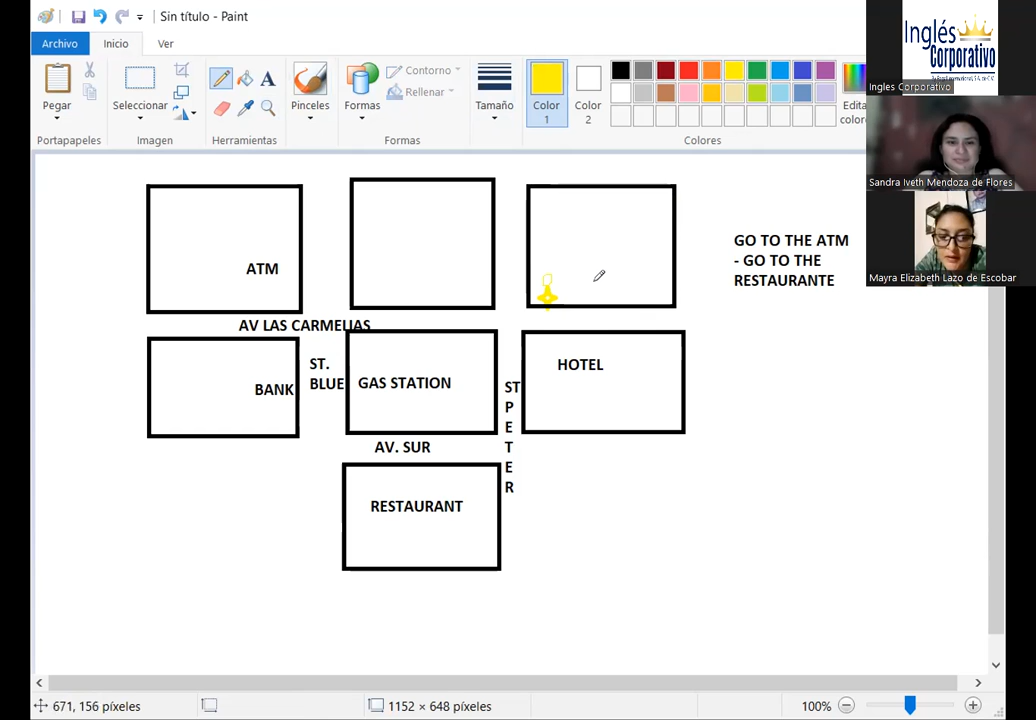 Sin título - Paint
Archivo
Inicio
Ver
Pegar
Seleccionar
Contorno
Rellenar
Pinceles
Formas
Tamaño
Color
1
Color
2
Edita
colore
Portapapeles
Imagen
Herramientas
Formas
Colores
Inglés
Corporativo
Ingles Corporativo
Sandra Iveth Mendoza de Flores
Mayra Elizabeth Lazo de Escobar
ATM
GO TO THE ATM
- GO TO THE
RESTAURANTE
AV LAS CARMELIAS
BANK
ST.
BLUE
GAS STATION
HOTEL
ST
P
E
T
E
R
AV. SUR
RESTAURANT
671, 156 píxeles
1152 × 648 píxeles
100%